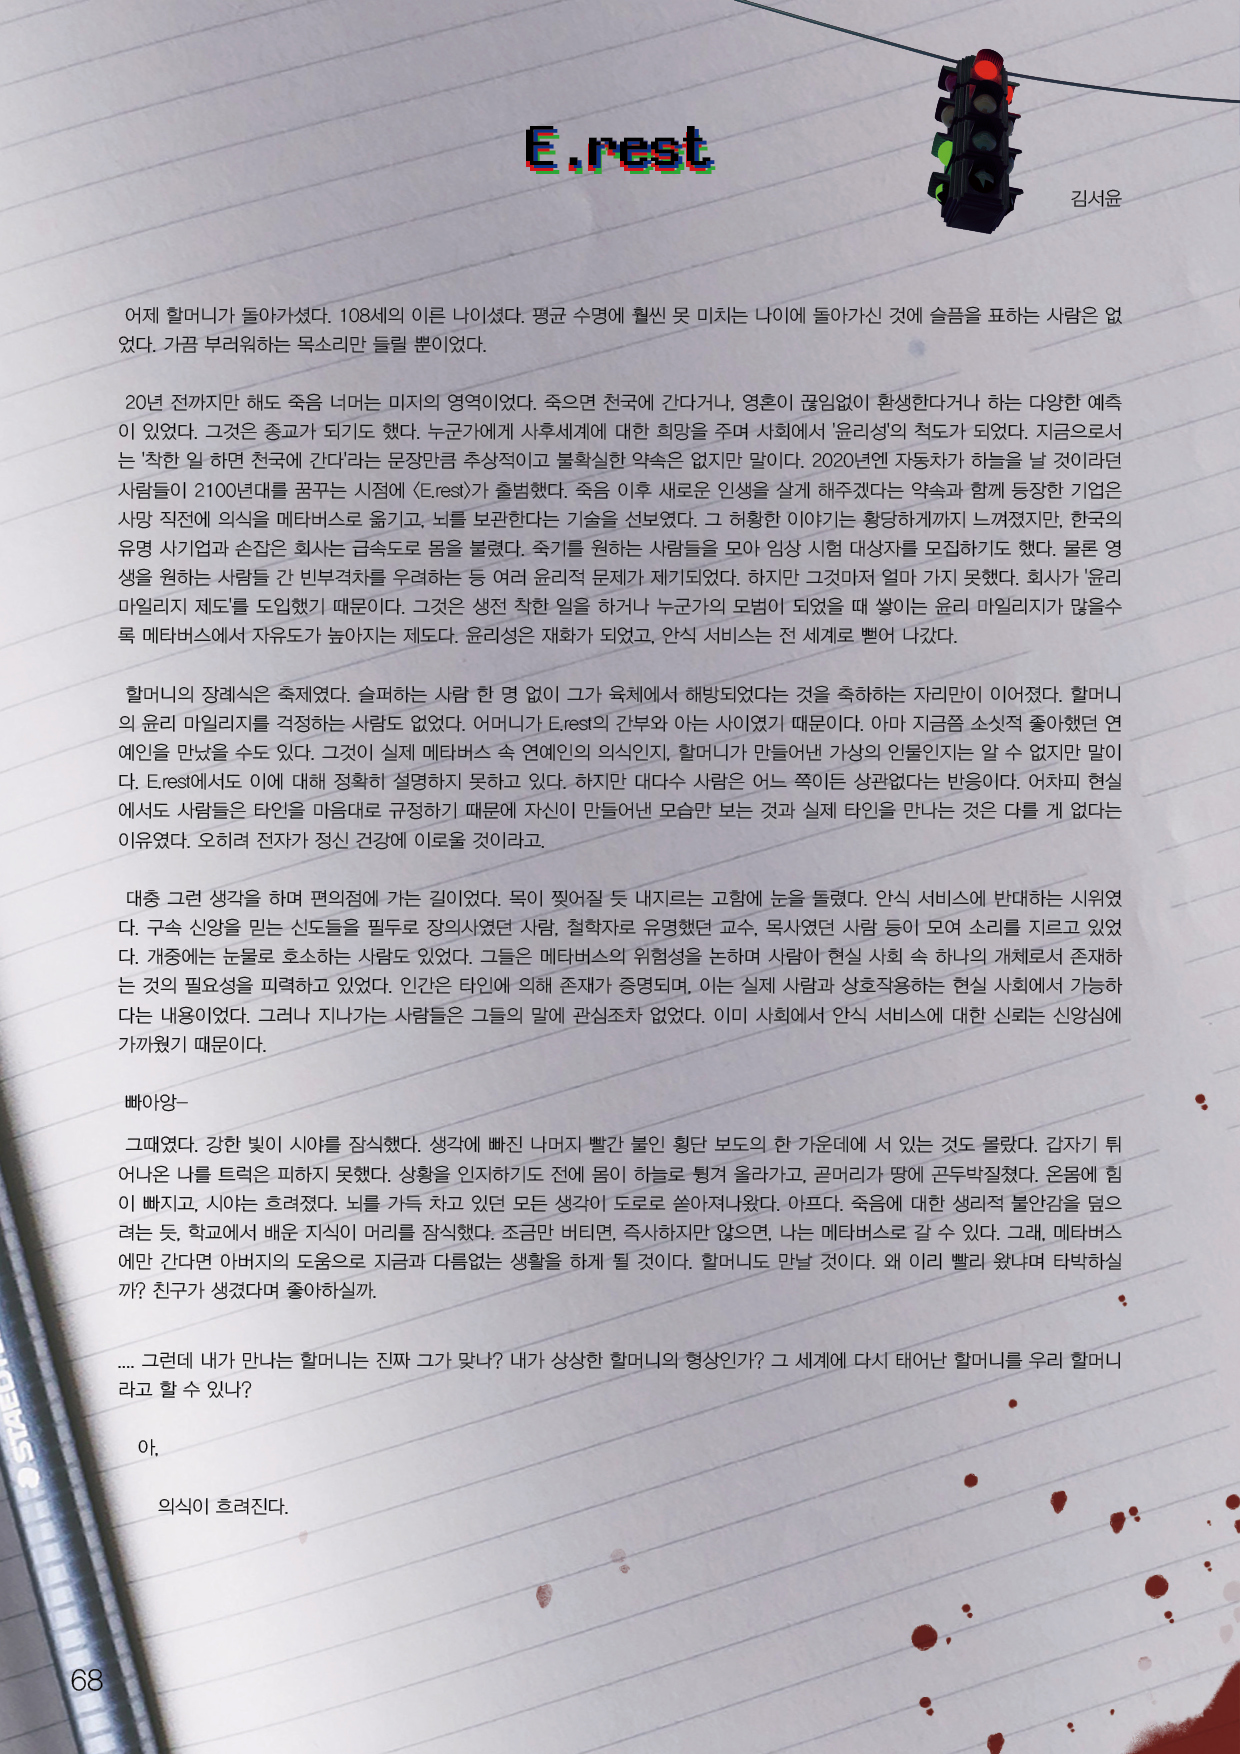 E.rest
김서윤
어제 할머니가 돌아가셨다. 108세의 이른 나이셨다. 평균 수명에 훨씬 못 미치는 나이에 돌아가신 것에 슬픔을 표하는 사람은 없
었다. 가끔 부러워하는 목소리만 들릴 뿐이었다.
20년 전까지만 해도 죽음 너머는 미지의 영역이었다. 죽으면 천국에 간다거나, 영혼이 끊임없이 환생한다거나 하는 다양한 예측
이 있었다. 그것은 종교가 되기도 했다. 누군가에게 사후세계에 대한 희망을 주며 사회에서 '윤리성'의 척도가 되었다. 지금으로서
는 '착한 일 하면 천국에 간다'라는 문장만큼 추상적이고 불확실한 약속은 없지만 말이다. 2020년엔 자동차가 하늘을 날 것이라던
사람들이 2100년대를 꿈꾸는 시점에 <E.rest>가 출범했다. 죽음 이후 새로운 인생을 살게 해주겠다는 약속과 함께 등장한 기업은
사망 직전에 의식을 메타버스로 옮기고, 뇌를 보관한다는 기술을 선보였다. 그 허황한 이야기는 황당하게까지 느껴졌지만, 한국의
유명 사기업과 손잡은 회사는 급속도로 몸을 불렸다. 죽기를 원하는 사람들을 모아 임상 시험 대상자를 모집하기도 했다. 물론 영
생을 원하는 사람들 간 빈부격차를 우려하는 등 여러 윤리적 문제가 제기되었다. 하지만 그것마저 얼마 가지 못했다. 회사가 '윤리
마일리지 제도'를 도입했기 때문이다. 그것은 생전 착한 일을 하거나 누군가의 모범이 되었을 때 쌓이는 윤리 마일리지가 많을수
록 메타버스에서 자유도가 높아지는 제도다. 윤리성은 재화가 되었고, 안식 서비스는 전 세계로 뻗어 나갔다.
할머니의 장례식은 축제였다. 슬퍼하는 사람 한 명 없이 그가 육체에서 해방되었다는 것을 축하하는 자리만이 이어졌다. 할머니
의 윤리 마일리지를 걱정하는 사람도 없었다. 어머니가 E.rest의 간부와 아는 사이였기 때문이다. 아마 지금쯤 소싯적 좋아했던 연
예인을 만났을 수도 있다. 그것이 실제 메타버스 속 연예인의 의식인지, 할머니가 만들어낸 가상의 인물인지는 알 수 없지만 말이
다. E.rest에서도 이에 대해 정확히 설명하지 못하고 있다. 하지만 대다수 사람은 어느 쪽이든 상관없다는 반응이다. 어차피 현실
에서도 사람들은 타인을 마음대로 규정하기 때문에 자신이 만들어낸 모습만 보는 것과 실제 타인을 만나는 것은 다를 게 없다는
이유였다. 오히려 전자가 정신 건강에 이로울 것이라고.
대충 그런 생각을 하며 편의점에 가는 길이었다. 목이 찢어질 듯 내지르는 고함에 눈을 돌렸다. 안식 서비스에 반대하는 시위였
다. 구속 신앙을 믿는 신도들을 필두로 장의사였던 사람, 철학자로 유명했던 교수, 목사였던 사람 등이 모여 소리를 지르고 있었
다. 개중에는 눈물로 호소하는 사람도 있었다. 그들은 메타버스의 위험성을 논하며 사람이 현실 사회 속 하나의 개체로서 존재하
는 것의 필요성을 피력하고 있었다. 인간은 타인에 의해 존재가 증명되며, 이는 실제 사람과 상호작용하는 현실 사회에서 가능하
다는 내용이었다. 그러나 지나가는 사람들은 그들의 말에 관심조차 없었다. 이미 사회에서 안식 서비스에 대한 신뢰는 신앙심에
가까웠기 때문이다.
빠아앙–
그때였다. 강한 빛이 시야를 잠식했다. 생각에 빠진 나머지 빨간 불인 횡단 보도의 한 가운데에 서 있는 것도 몰랐다. 갑자기 튀
어나온 나를 트럭은 피하지 못했다. 상황을 인지하기도 전에 몸이 하늘로 튕겨 올라가고, 곧머리가 땅에 곤두박질쳤다. 온몸에 힘
이 빠지고, 시야는 흐려졌다. 뇌를 가득 차고 있던 모든 생각이 도로로 쏟아져나왔다. 아프다. 죽음에 대한 생리적 불안감을 덮으
려는 듯, 학교에서 배운 지식이 머리를 잠식했다. 조금만 버티면, 즉사하지만 않으면, 나는 메타버스로 갈 수 있다. 그래, 메타버스
에만 간다면 아버지의 도움으로 지금과 다름없는 생활을 하게 될 것이다. 할머니도 만날 것이다. 왜 이리 빨리 왔냐며 타박하실
까? 친구가 생겼다며 좋아하실까.
.... 그런데 내가 만나는 할머니는 진짜 그가 맞나? 내가 상상한 할머니의 형상인가? 그 세계에 다시 태어난 할머니를 우리 할머니
라고 할 수 있나?
아,
의식이 흐려진다.
STAEDTL
68